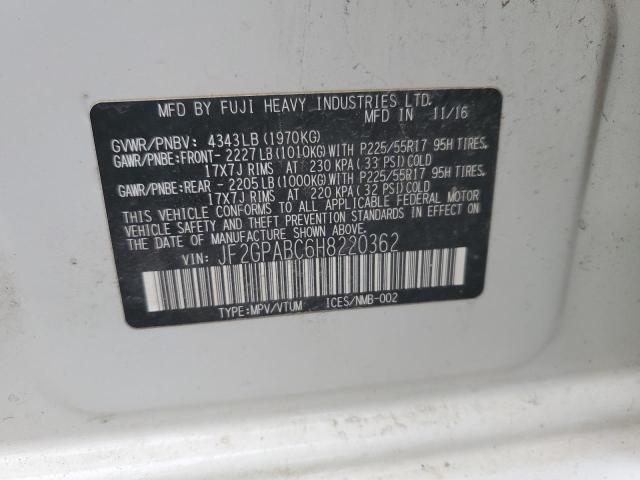 MFD BY FUJI HEAVY INDUSTRIES LTD.
MFD IN 11/16
GVWR/PNBV: 4343LB (1970KG)
GAWR/PNBE:FRONT- 2227LB (1010KG)WITH P225/55R17 95H TIRES,
17X7J RIMS AT 230 KPA (33 PSI)COLD
GAWR/PNBE:REAR - 2205LB (1000KG)WITH P225/55R17 95H TIRES,
17X7J RIMS AT 220 KPA (32 PSI)COLD
THIS VEHICLE CONFORMS TO ALL APPLICABLE FEDERAL MOTOR
VEHICLE SAFETY STANDARDS IN EFFECT ON THE DATE OF
MANUFACTURE SHOWN ABOVE.
VIN: JF2GPABC6H8220362
TYPE:MPV/VTUM ICES/NMB-002